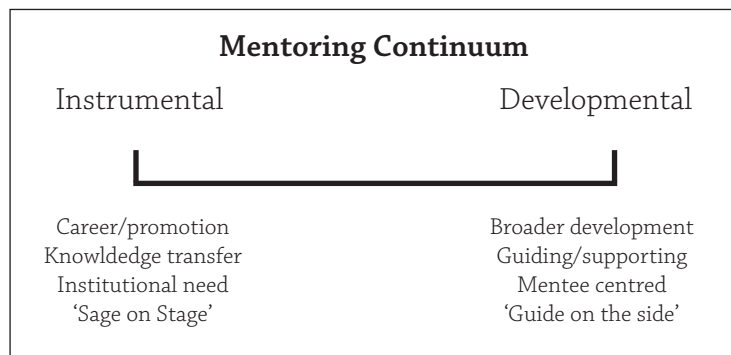 Mentoring Continuum
Instrumental
Developmental
Career/promotion
Knowldedge transfer
Institutional need
‘Sage on Stage’
Broader development
Guiding/supporting
Mentee centred
‘Guide on the side’